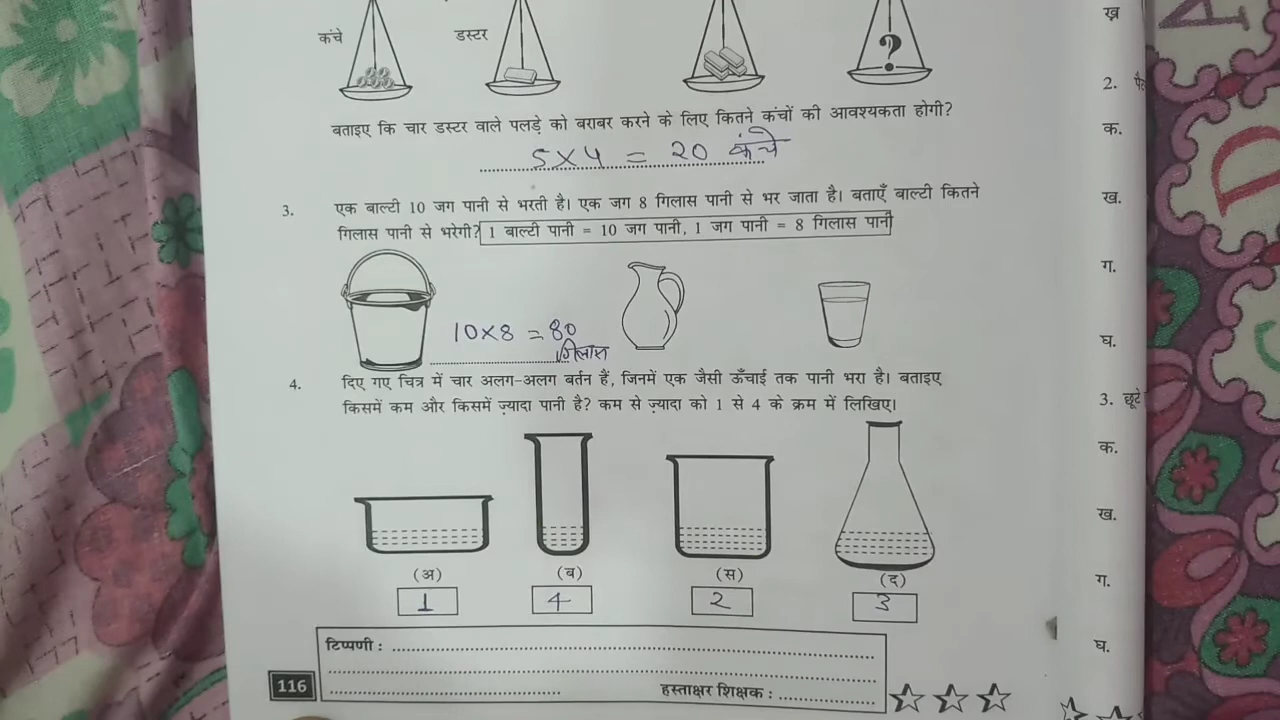 कंचे
डस्टर
?
बताइए कि चार डस्टर वाले पलड़े को बराबर करने के लिए कितने कंचों की आवश्यकता होगी?
5 × 4 = 20 कंचे
3. एक बाल्टी 10 जग पानी से भरती है। एक जग 8 गिलास पानी से भर जाता है। बताएँ बाल्टी कितने
गिलास पानी से भरेगी? 1 बाल्टी पानी = 10 जग पानी, 1 जग पानी = 8 गिलास पानी
10×8 = 80
गिलास
4. दिए गए चित्र में चार अलग-अलग बर्तन हैं, जिनमें एक जैसी ऊँचाई तक पानी भरा है। बताइए
किसमें कम और किसमें ज़्यादा पानी है? कम से ज़्यादा को 1 से 4 के क्रम में लिखिए।
(अ) (ब) (स) (द)
1 4 2 3
टिप्पणी :
116 हस्ताक्षर शिक्षक :
ख
2.
क.
ख.
ग.
घ.
3. छूटे
क.
ख.
ग.
घ.